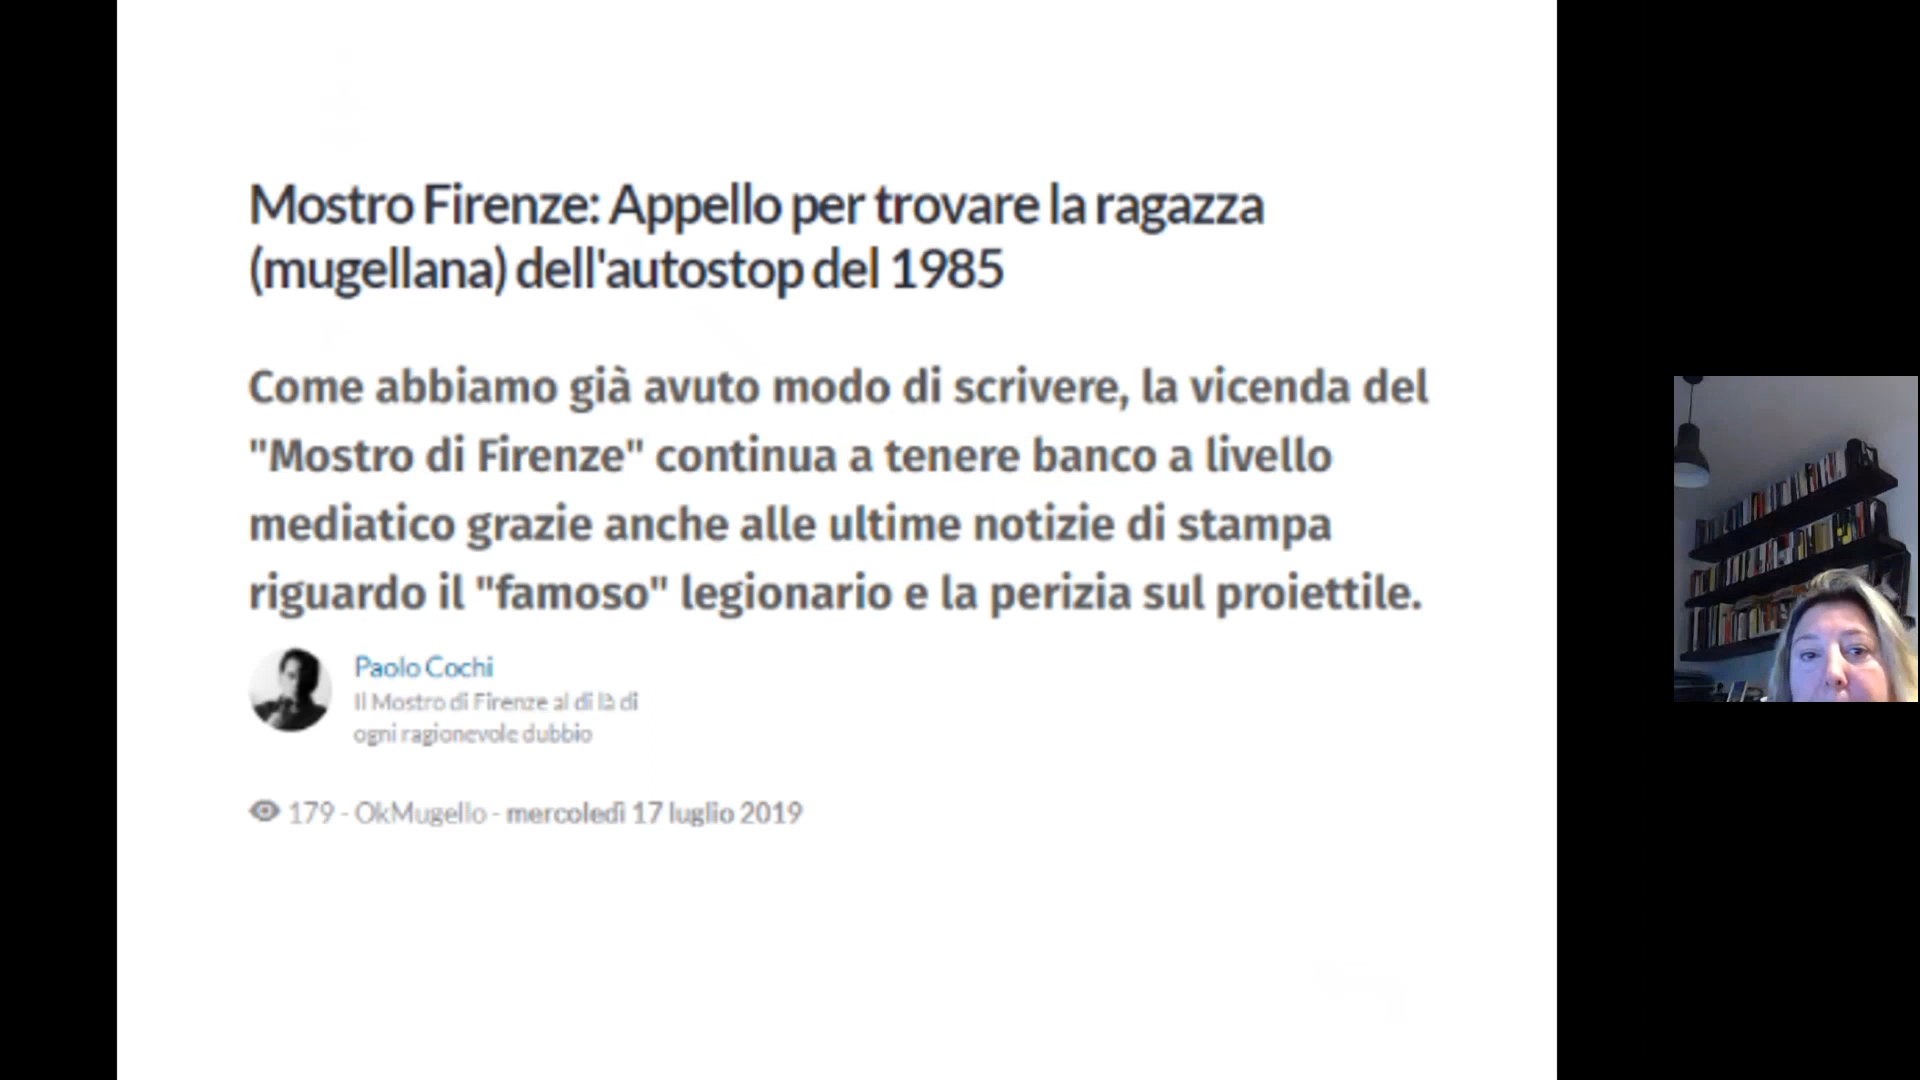 Mostro Firenze: Appello per trovare la ragazza
(mugellana) dell'autostop del 1985
Come abbiamo già avuto modo di scrivere, la vicenda del
"Mostro di Firenze" continua a tenere banco a livello
mediatico grazie anche alle ultime notizie di stampa
riguardo il "famoso" legionario e la perizia sul proiettile.
Paolo Cochi
Il Mostro di Firenze al di là di
ogni ragionevole dubbio
179 - OkMugello - mercoledì 17 luglio 2019